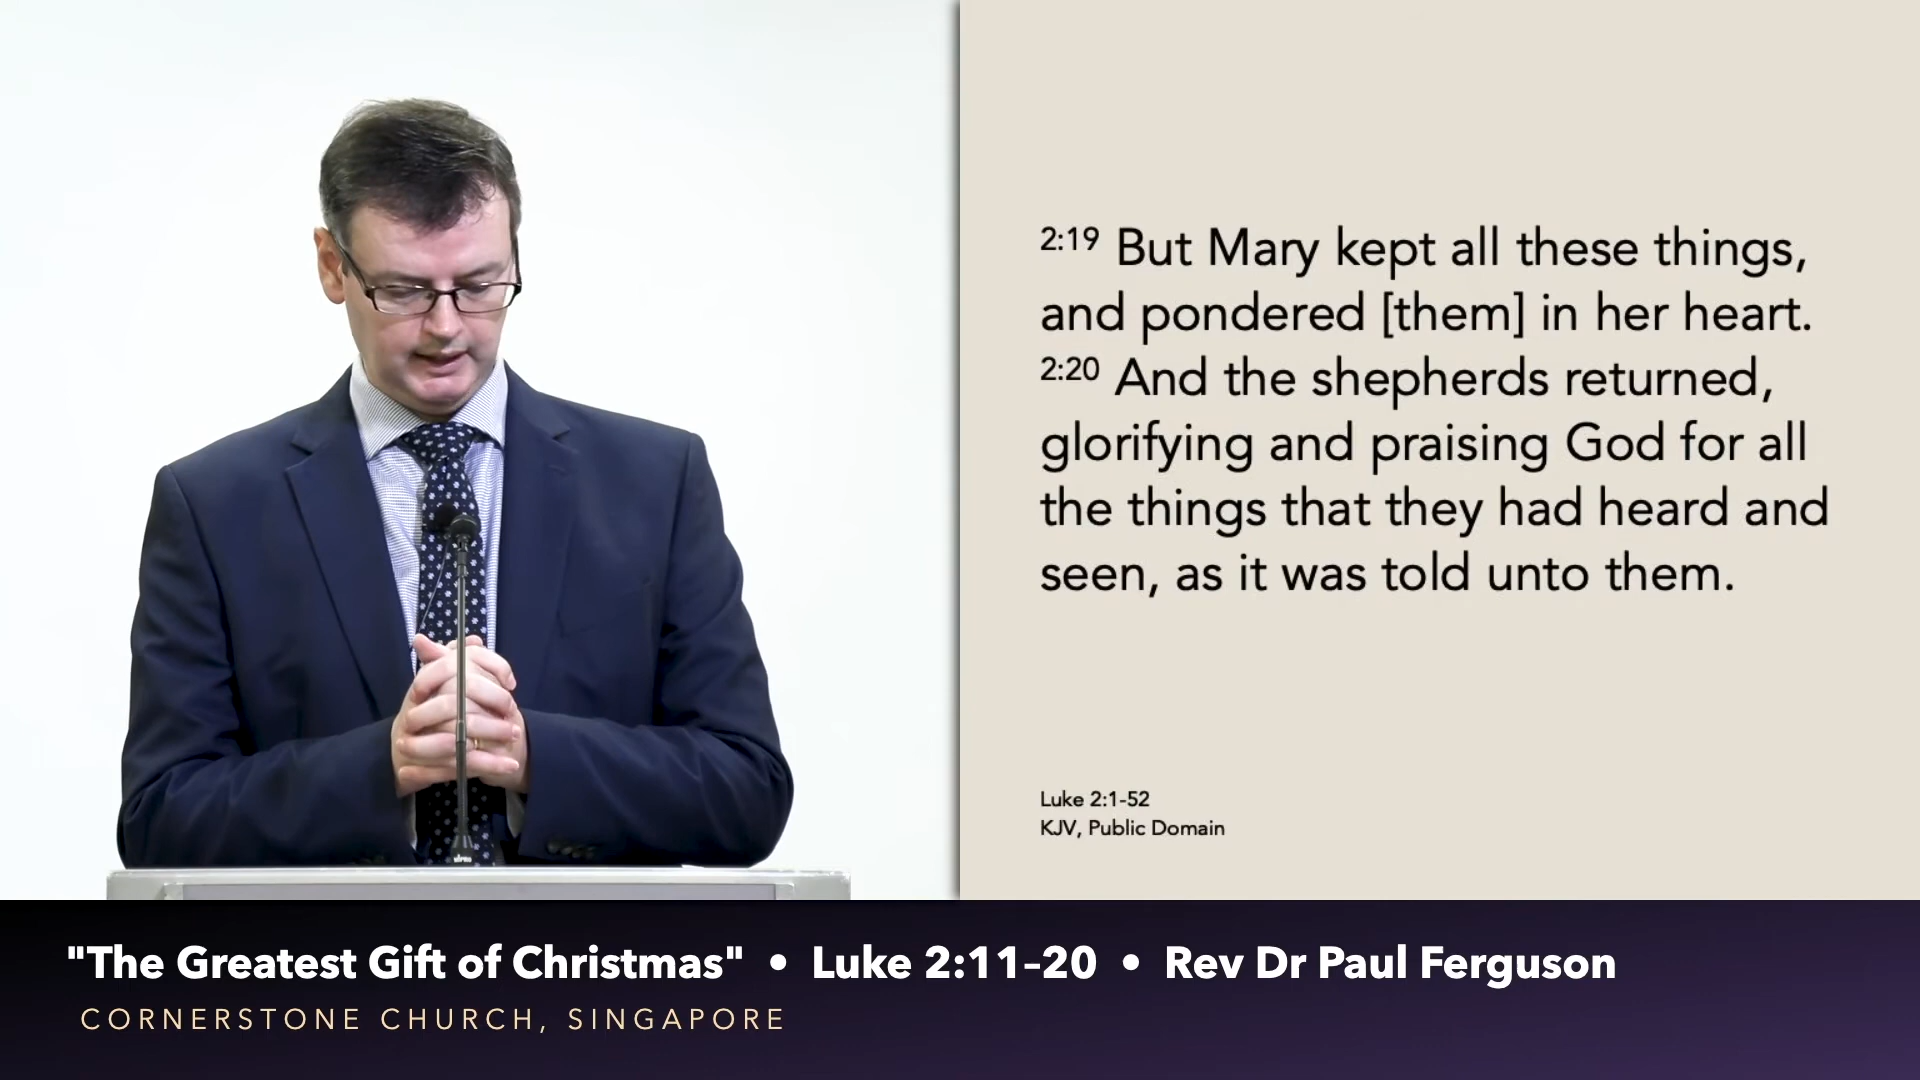 2:19 But Mary kept all these things,
and pondered [them] in her heart.
2:20 And the shepherds returned,
glorifying and praising God for all
the things that they had heard and
seen, as it was told unto them.
Luke 2:1-52
KJV, Public Domain
"The Greatest Gift of Christmas" • Luke 2:11–20 • Rev Dr Paul Ferguson
CORNERSTONE CHURCH, SINGAPORE